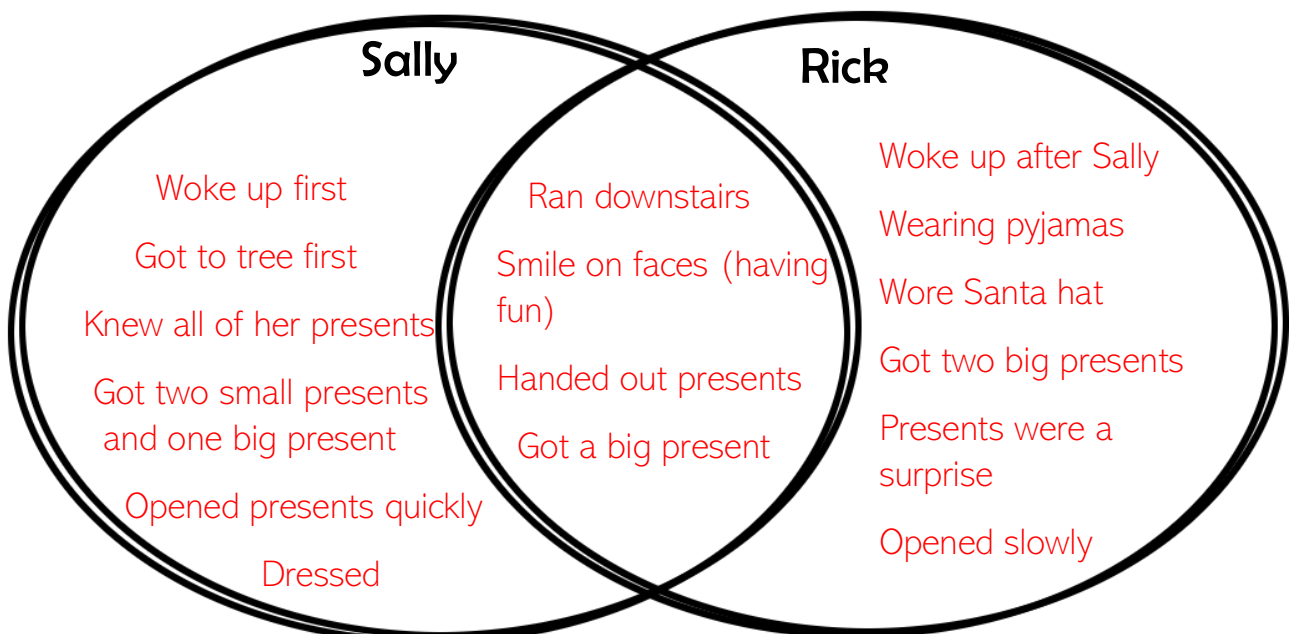 Sally
Woke up first
Got to tree first
Knew all of her presents
Got two small presents
and one big present
Opened presents quickly
Dressed
Ran downstairs
Smile on faces (having
fun)
Handed out presents
Got a big present
Rick
Woke up after Sally
Wearing pyjamas
Wore Santa hat
Got two big presents
Presents were a
surprise
Opened slowly